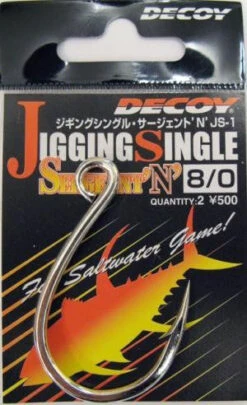 DECOY
DECOY
ジギングシングル・サージェント'N' JS-1
JIGGING SINGLE
SERGENT 'N'
8/0
QUANTITY:2 ¥500
For Saltwater Game!